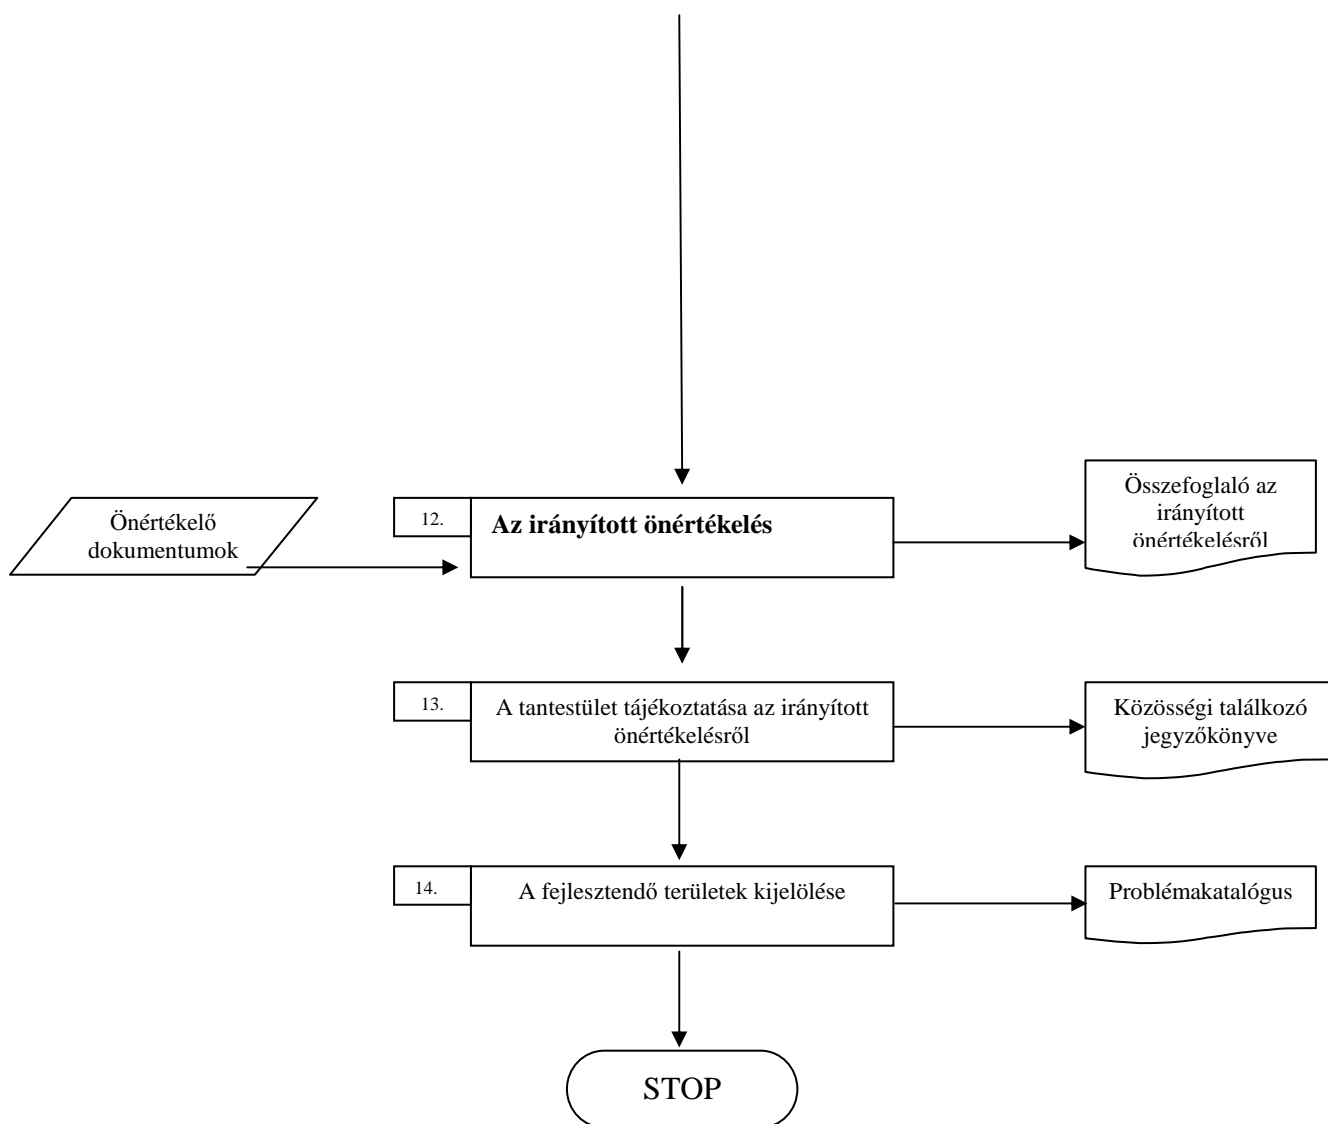 Önértékelő
dokumentumok
12.
Az irányított önértékelés
Összefoglaló az
irányított
önértékelésről
13.
A tantestület tájékoztatása az irányított
önértékelésről
Közösségi találkozó
jegyzőkönyve
14.
A fejlesztendő területek kijelölése
Problémakatalógus
STOP